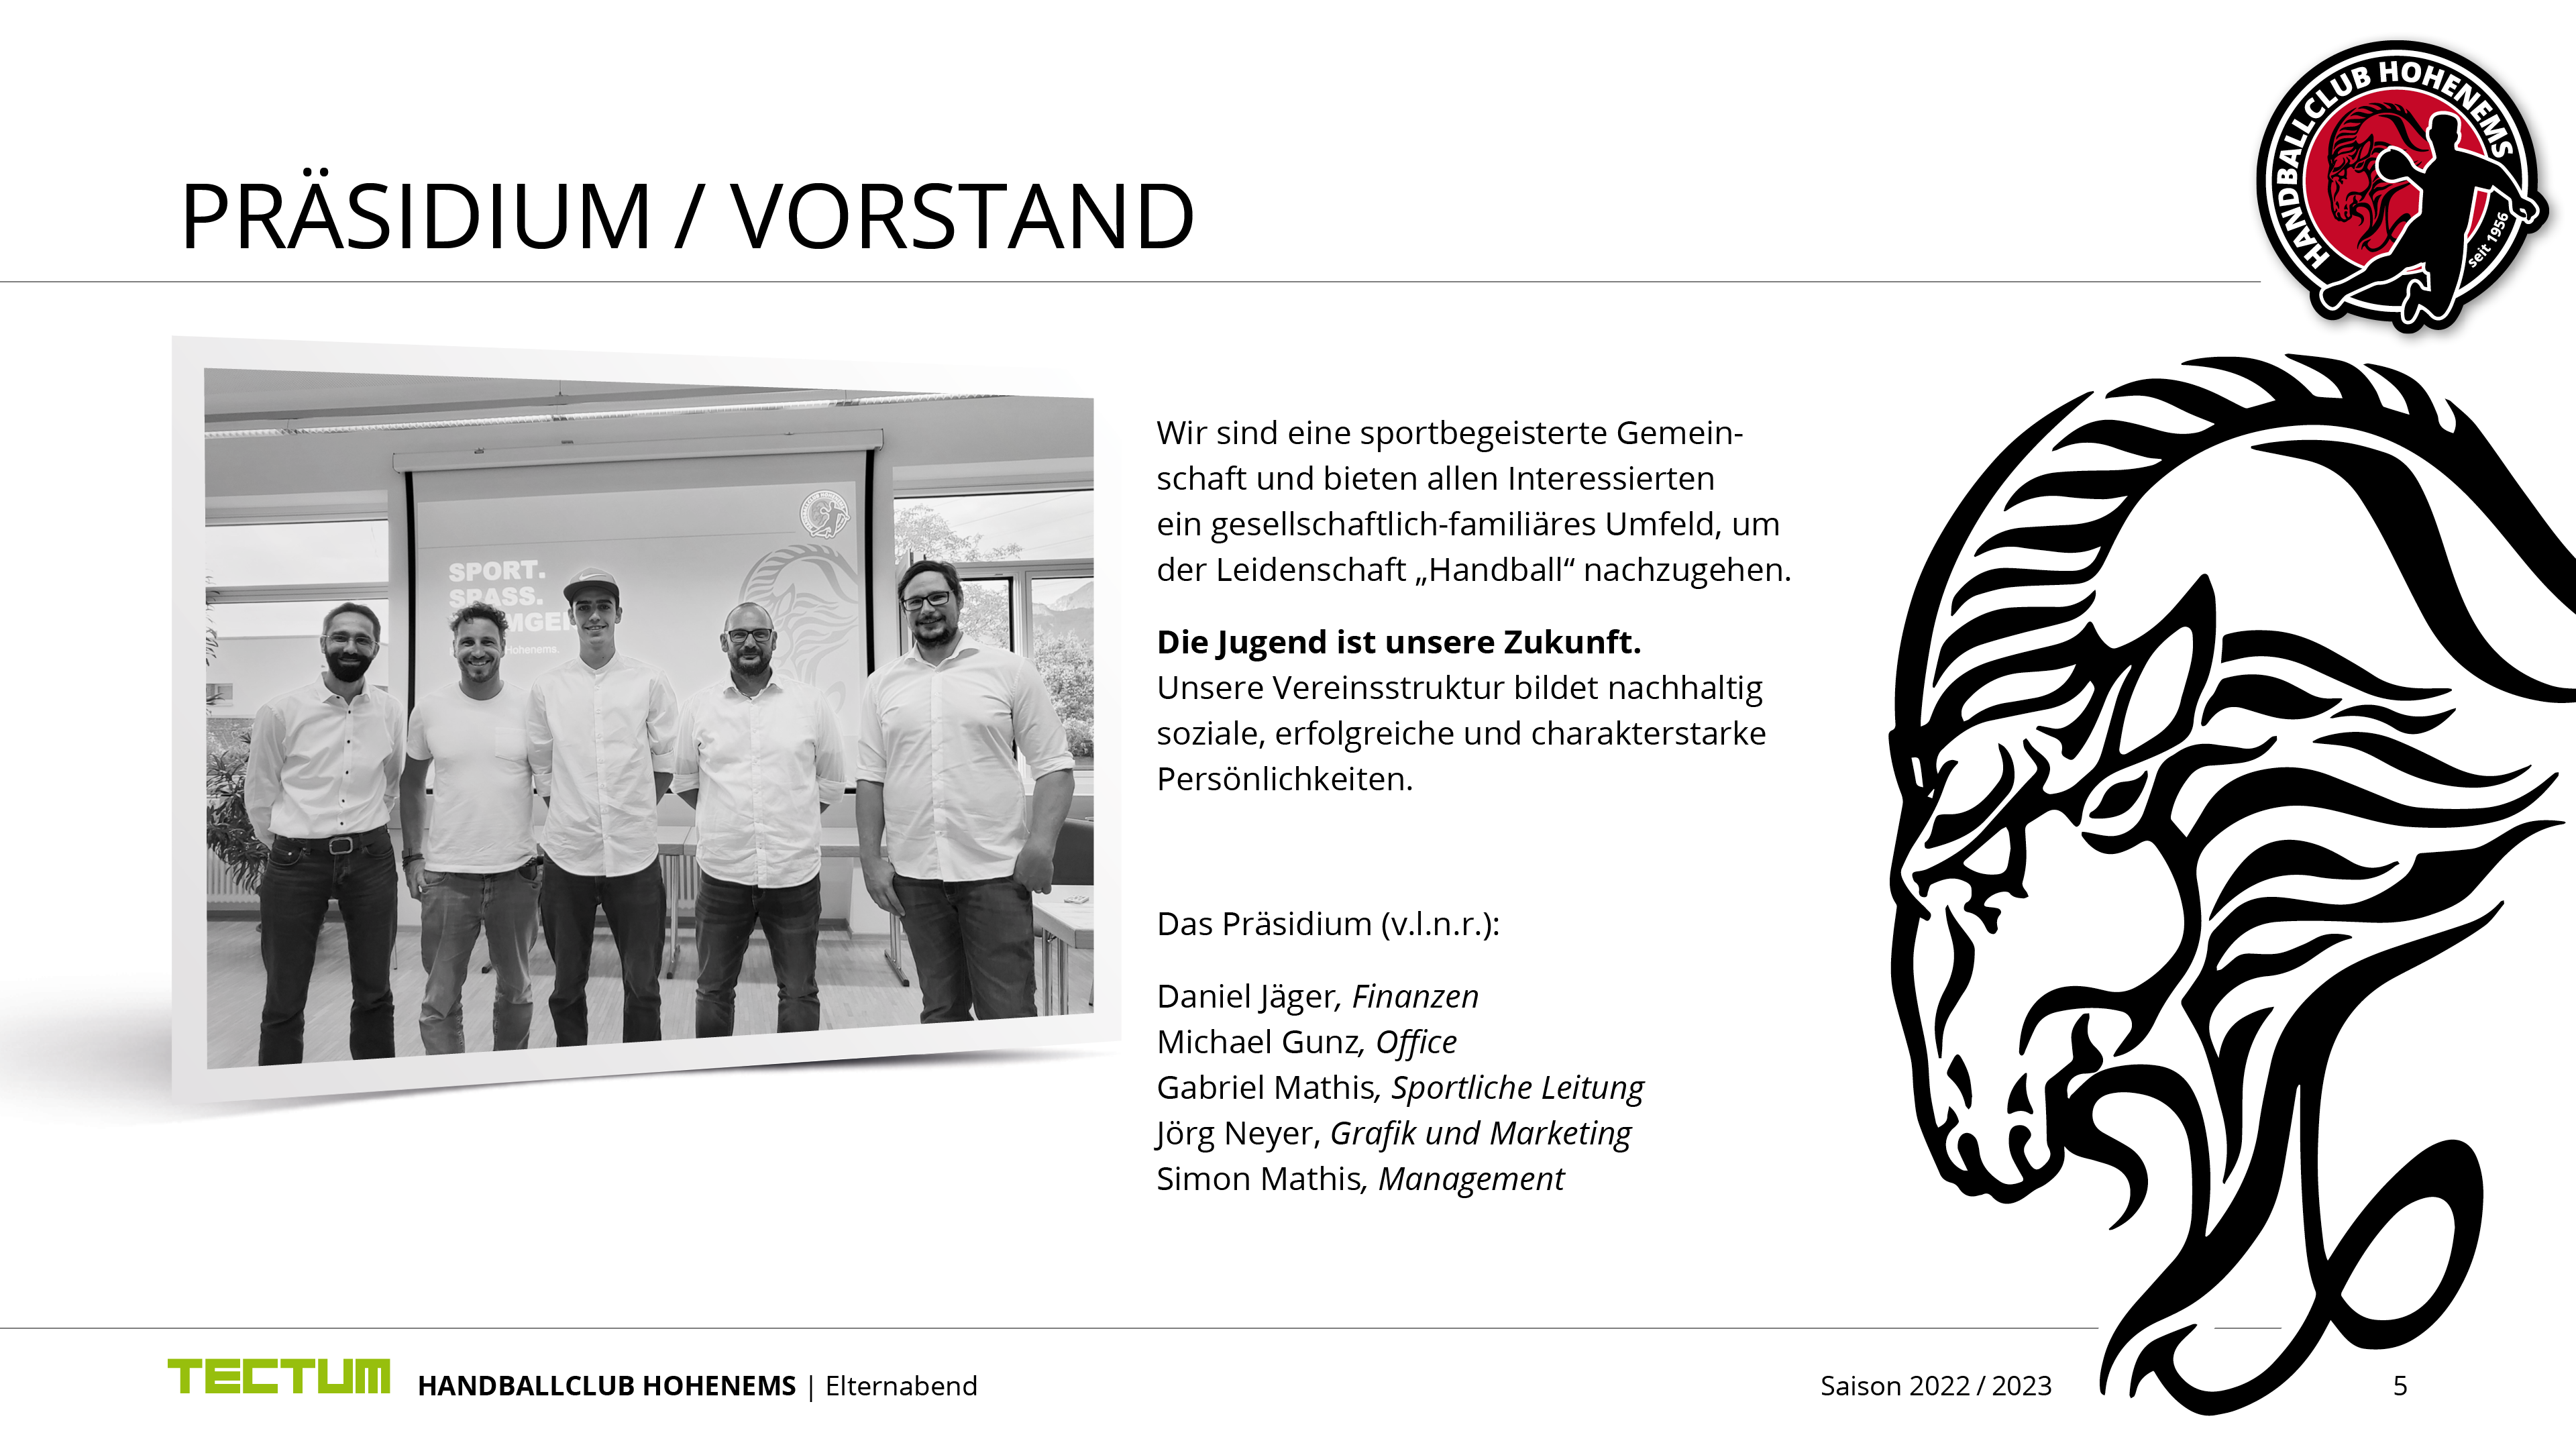 HANDBALLCLUB HOHENEMS
seit 1956
PRÄSIDIUM / VORSTAND
SPORT.
SPASS.
Hohenems.
Wir sind eine sportbegeisterte Gemein-
schaft und bieten allen Interessierten
ein gesellschaftlich-familiäres Umfeld, um
der Leidenschaft „Handball“ nachzugehen.
Die Jugend ist unsere Zukunft.
Unsere Vereinsstruktur bildet nachhaltig
soziale, erfolgreiche und charakterstarke
Persönlichkeiten.
Das Präsidium (v.l.n.r.):
Daniel Jäger, Finanzen
Michael Gunz, Office
Gabriel Mathis, Sportliche Leitung
Jörg Neyer, Grafik und Marketing
Simon Mathis, Management
TECTUM HANDBALLCLUB HOHENEMS | Elternabend
Saison 2022 / 2023
5